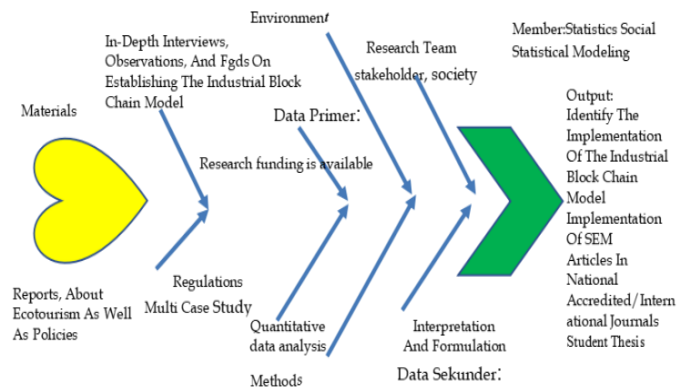 Environment
Member:Statistics Social
Statistical Modeling
In-Depth Interviews,
Observations, And Fgds On
Establishing The Industrial Block
Chain Model
Research Team
stakeholder, society
Materials
Data Primer:
Research funding is available
Output:
Identify The
Implementation
Of The Industrial
Block Chain
Model
Implementation
Of SEM
Articles In
National
Accredited/Intern
ational Journals
Student Thesis
Reports, About
Ecotourism As Well
As Policies
Regulations
Multi Case Study
Quantitative
data analysis
Methods
Interpretation
And Formulation
Data Sekunder: